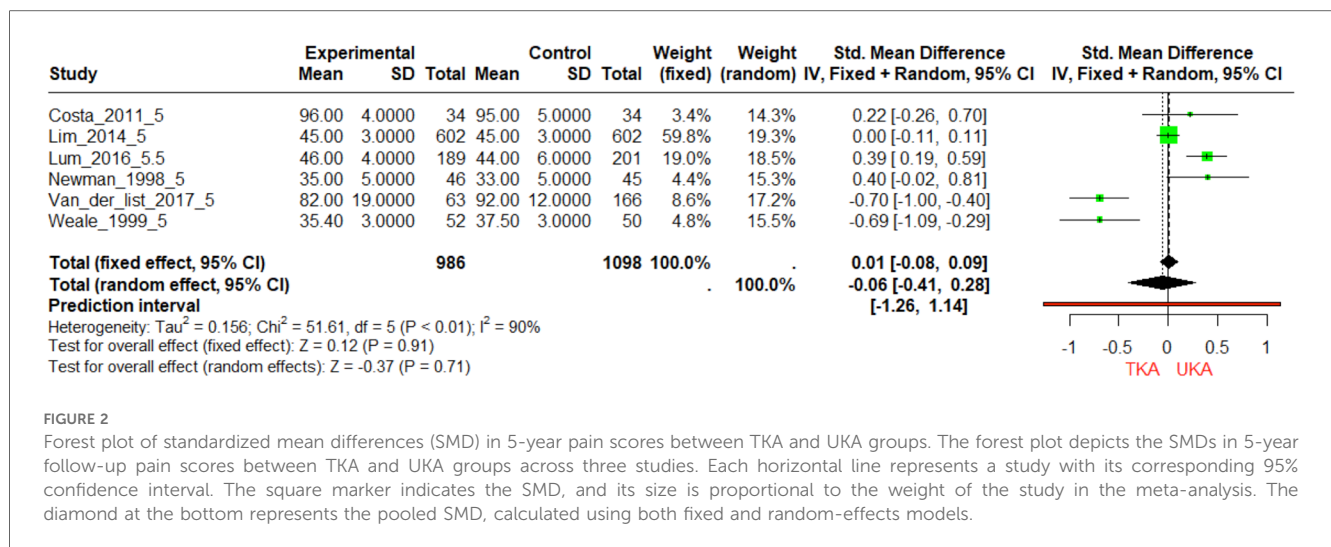 Experimental Control Weight Weight Std. Mean Difference Std. Mean Difference
Study Mean SD Total Mean SD Total (fixed) (random) IV, Fixed + Random, 95% CI IV, Fixed + Random, 95% CI
Costa_2011_5 96.00 4.0000 34 95.00 5.0000 34 3.4% 14.3% 0.22 [-0.26, 0.70]
Lim_2014_5 45.00 3.0000 602 45.00 3.0000 602 59.8% 19.3% 0.00 [-0.11, 0.11]
Lum_2016_5.5 46.00 4.0000 189 44.00 6.0000 201 19.0% 18.5% 0.39 [ 0.19, 0.59]
Newman_1998_5 35.00 5.0000 46 33.00 5.0000 45 4.4% 15.3% 0.40 [-0.02, 0.81]
Van_der_list_2017_5 82.00 19.0000 63 92.00 12.0000 166 8.6% 17.2% -0.70 [-1.00, -0.40]
Weale_1999_5 35.40 3.0000 52 37.50 3.0000 50 4.8% 15.5% -0.69 [-1.09, -0.29]
Total (fixed effect, 95% CI) 986 1098 100.0% . 0.01 [-0.08, 0.09]
Total (random effect, 95% CI) . 100.0% -0.06 [-0.41, 0.28]
Prediction interval [-1.26, 1.14]
Heterogeneity: Tau² = 0.156; Chi² = 51.61, df = 5 (P < 0.01); I² = 90%
Test for overall effect (fixed effect): Z = 0.12 (P = 0.91)
Test for overall effect (random effects): Z = -0.37 (P = 0.71)
-1 -0.5 0 0.5 1
TKA UKA
FIGURE 2
Forest plot of standardized mean differences (SMD) in 5-year pain scores between TKA and UKA groups. The forest plot depicts the SMDs in 5-year
follow-up pain scores between TKA and UKA groups across three studies. Each horizontal line represents a study with its corresponding 95%
confidence interval. The square marker indicates the SMD, and its size is proportional to the weight of the study in the meta-analysis. The
diamond at the bottom represents the pooled SMD, calculated using both fixed and random-effects models.